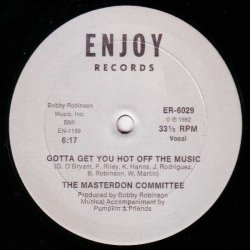 ENJOY
RECORDS
Bobby Robinson
Music, Inc.
BMI
EN-1159
6:17
ER-6029
℗ © 1982
33⅓ RPM
Vocal
GOTTA GET YOU HOT OFF THE MUSIC
(G. O'Bryant, P. Riley, K. Hanns, J. Rodriguez,
B. Robinson, W. Martin)
THE MASTERDON COMMITTEE
Produced by Bobby Robinson
Musical Accompaniment by
Pumpkin & Friends